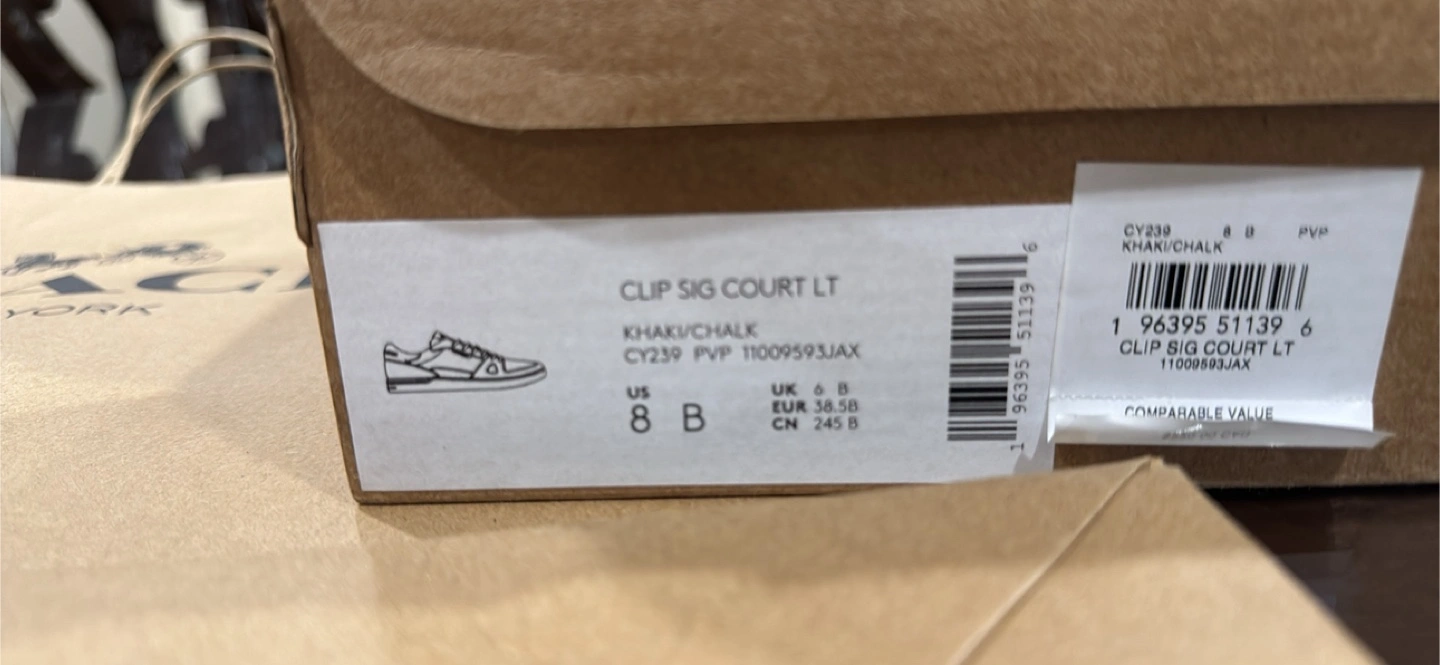 YORK
CLIP SIG COURT LT
KHAKI/CHALK
CY239 PVP 11009593JAX
US
8 B
UK 6 B
EUR 38.5B
CN 245 B
1 96395 51139 6
CY239 8 B PVP
KHAKI/CHALK
1 96395 51139 6
CLIP SIG COURT LT
11009593JAX
COMPARABLE VALUE